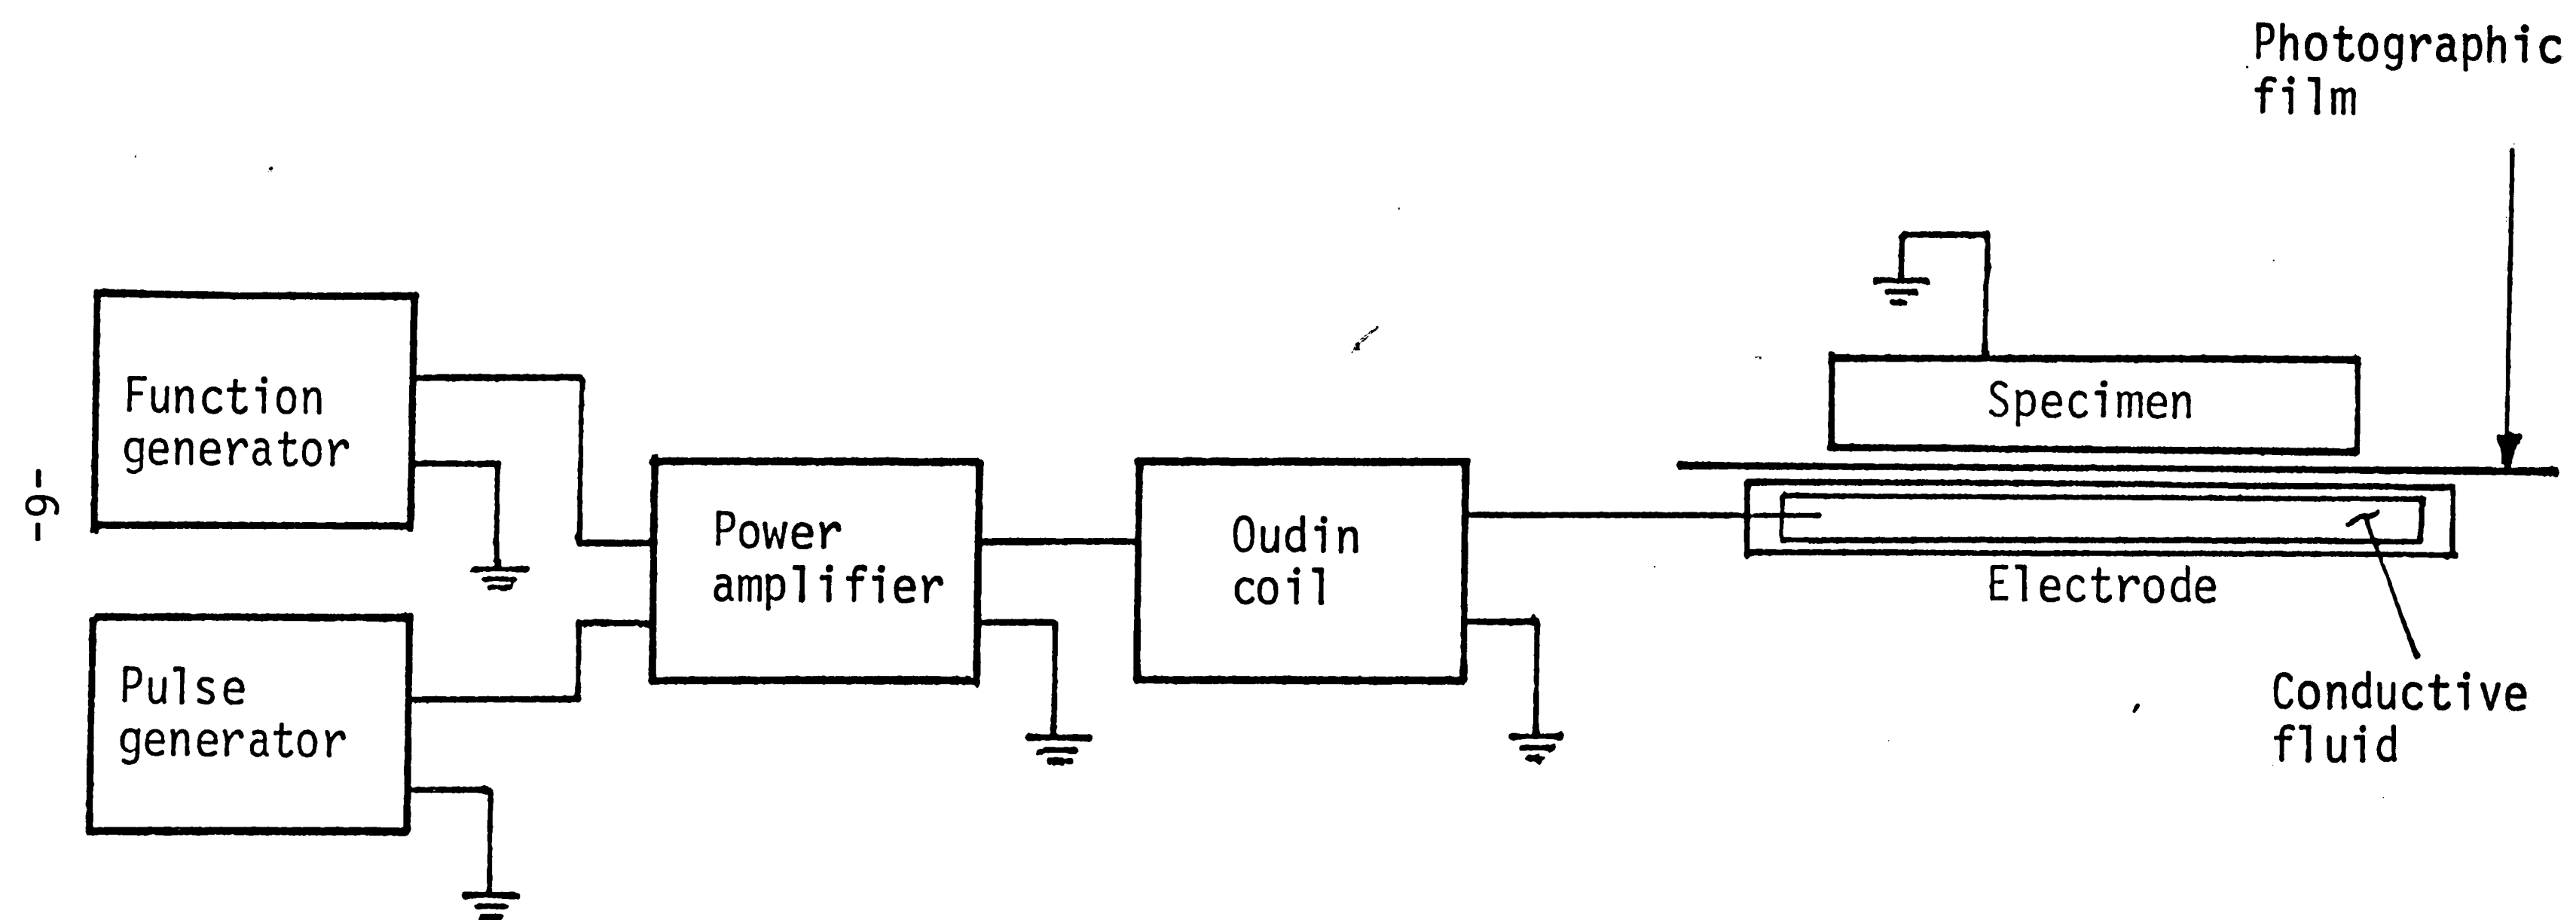 Photographic
film
Function
generator
Specimen
-9-
Power
amplifier
Oudin
coil
Electrode
Pulse
generator
Conductive
fluid